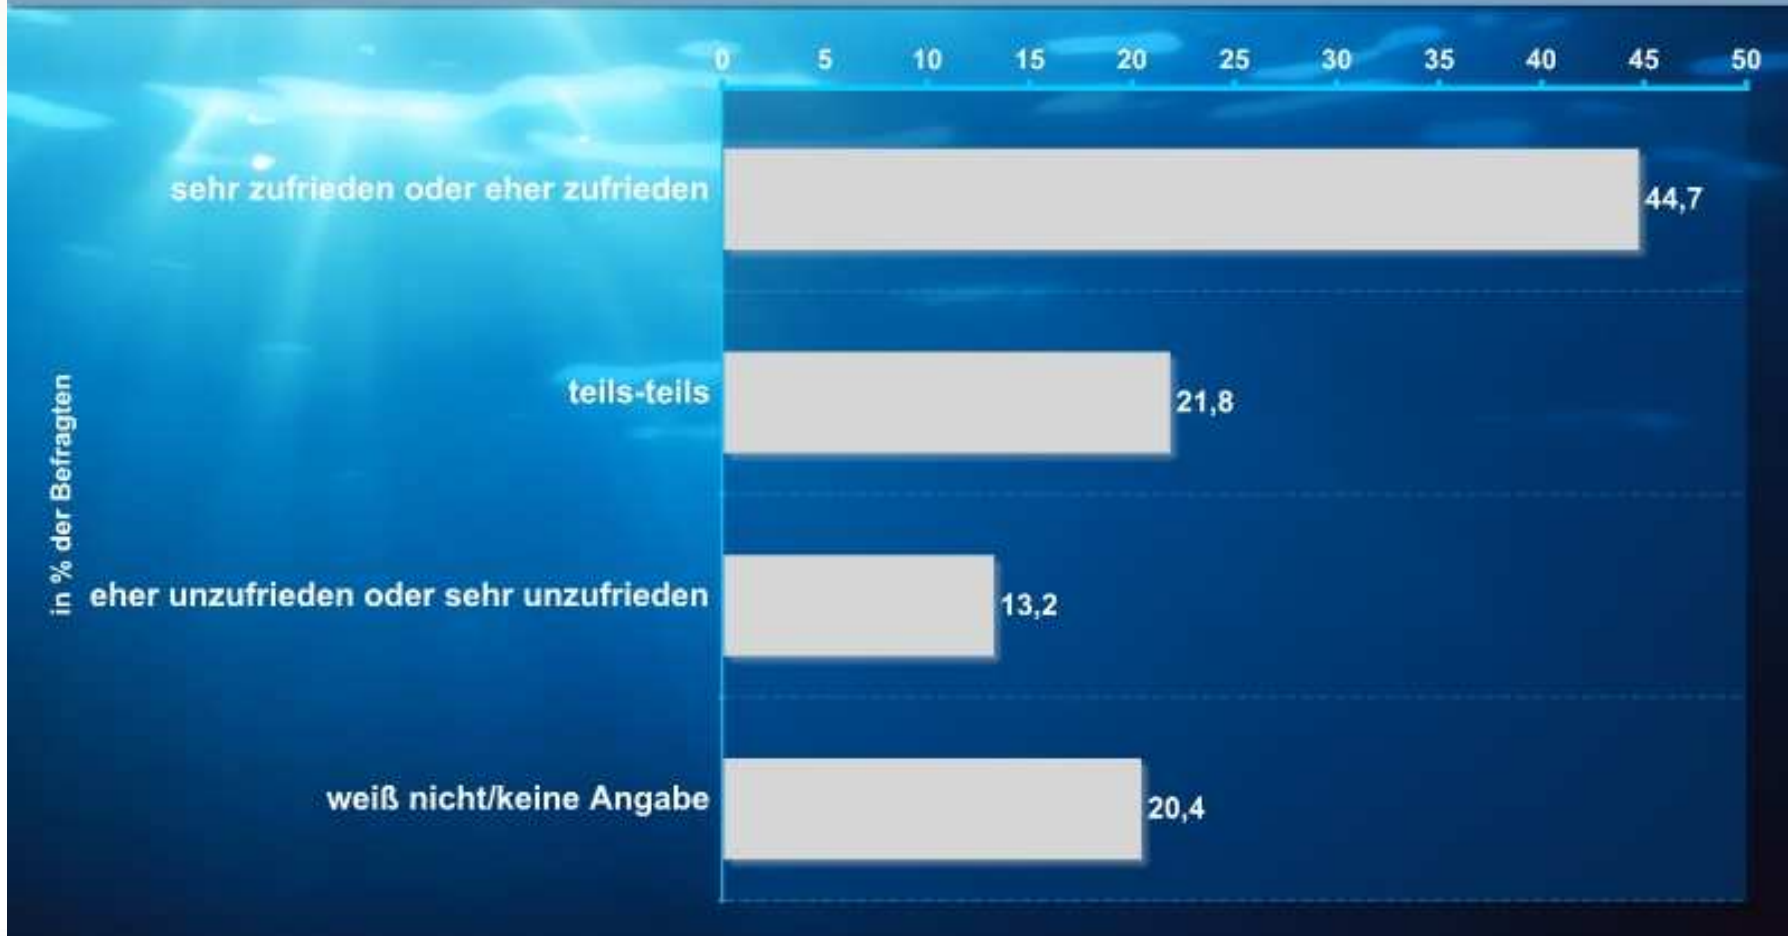 0 5 10 15 20 25 30 35 40 45 50
sehr zufrieden oder eher zufrieden 44,7
teils-teils 21,8
eher unzufrieden oder sehr unzufrieden 13,2
weiß nicht/keine Angabe 20,4
in % der Befragten